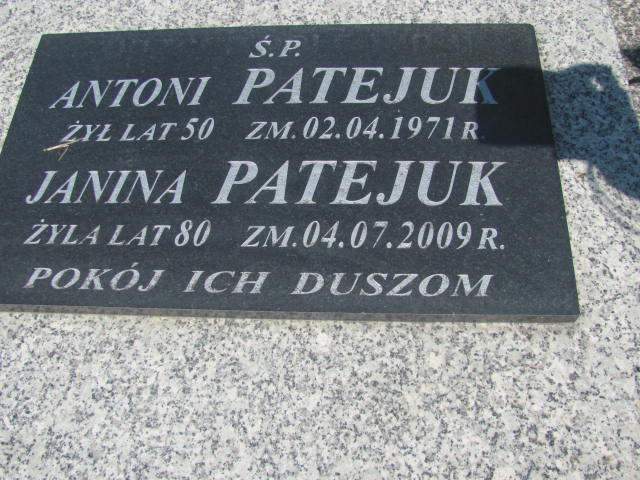 Ś.P.
ANTONI PATEJUK
ŻYŁ LAT 50 ZM. 02.04.1971 R.
JANINA PATEJUK
ŻYLA LAT 80 ZM. 04.07.2009 R.
POKÓJ ICH DUSZOM